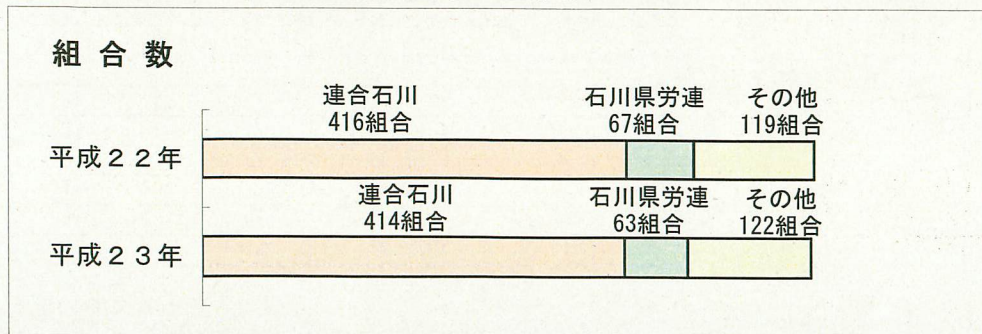 組合数
連合石川 石川県労連 その他
416組合 67組合 119組合
平成２２年
連合石川 石川県労連 その他
414組合 63組合 122組合
平成２３年